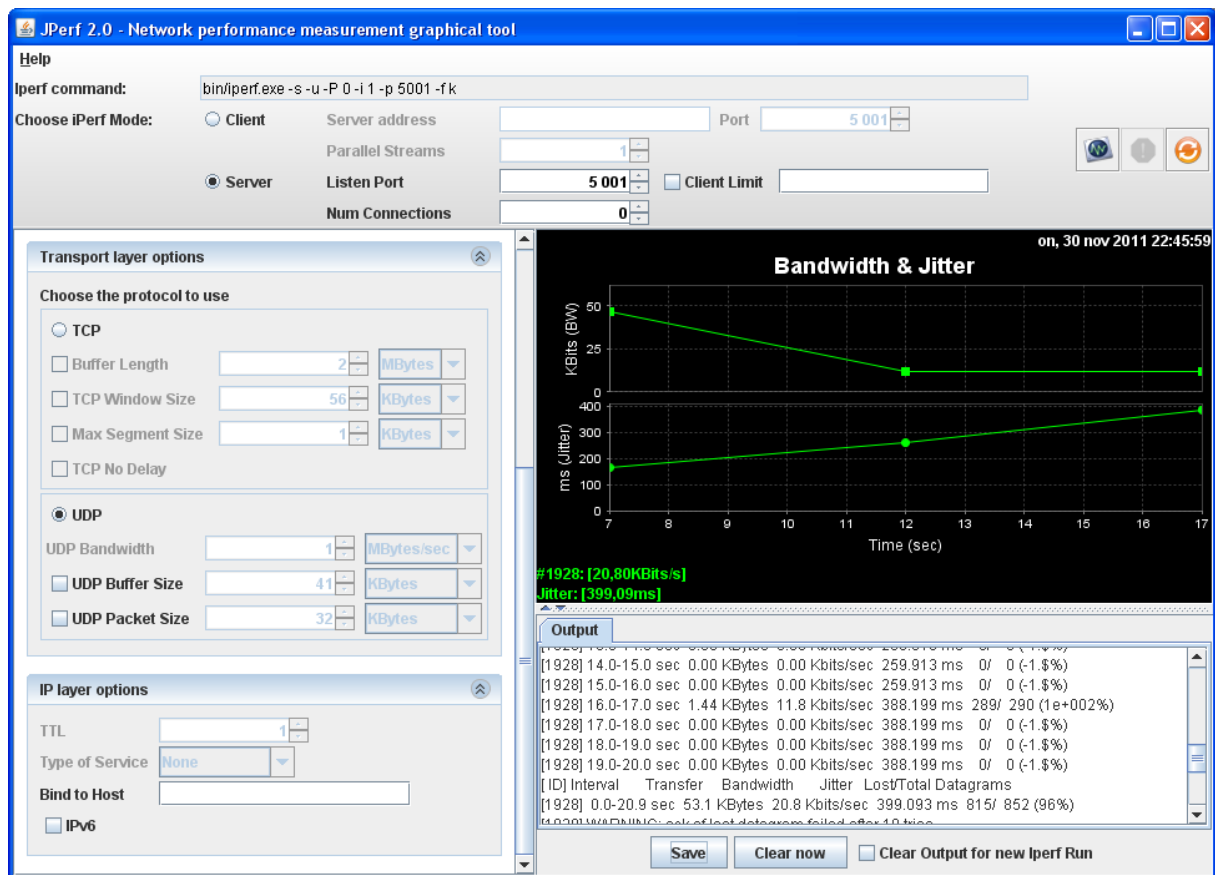 JPerf 2.0 - Network performance measurement graphical tool
Help
Iperf command: bin/iperf.exe -s -u -P 0 -i 1 -p 5001 -f k
Choose iPerf Mode: Client Server address Port 5 001
Parallel Streams 1
Server Listen Port 5 001 Client Limit
Num Connections 0
Transport layer options
Choose the protocol to use
TCP
Buffer Length 2 MBytes
TCP Window Size 56 KBytes
Max Segment Size 1 KBytes
TCP No Delay
UDP
UDP Bandwidth 1 MBytes/sec
UDP Buffer Size 41 KBytes
UDP Packet Size 32 KBytes
IP layer options
TTL 1
Type of Service None
Bind to Host
IPv6
on, 30 nov 2011 22:45:59
Bandwidth & Jitter
KBits (BW)
50
25
0
ms (Jitter)
400
300
200
100
0
7 8 9 10 11 12 13 14 15 16 17
Time (sec)
#1928: [20,80KBits/s]
Jitter: [399,09ms]
Output
[1928] 14.0-15.0 sec 0.00 KBytes 0.00 Kbits/sec 259.913 ms 0/ 0 (-1.$%)
[1928] 15.0-16.0 sec 0.00 KBytes 0.00 Kbits/sec 259.913 ms 0/ 0 (-1.$%)
[1928] 16.0-17.0 sec 1.44 KBytes 11.8 Kbits/sec 388.199 ms 289/ 290 (1e+002%)
[1928] 17.0-18.0 sec 0.00 KBytes 0.00 Kbits/sec 388.199 ms 0/ 0 (-1.$%)
[1928] 18.0-19.0 sec 0.00 KBytes 0.00 Kbits/sec 388.199 ms 0/ 0 (-1.$%)
[1928] 19.0-20.0 sec 0.00 KBytes 0.00 Kbits/sec 388.199 ms 0/ 0 (-1.$%)
[ ID] Interval Transfer Bandwidth Jitter Lost/Total Datagrams
[1928] 0.0-20.9 sec 53.1 KBytes 20.8 Kbits/sec 399.093 ms 815/ 852 (96%)
Save Clear now Clear Output for new Iperf Run